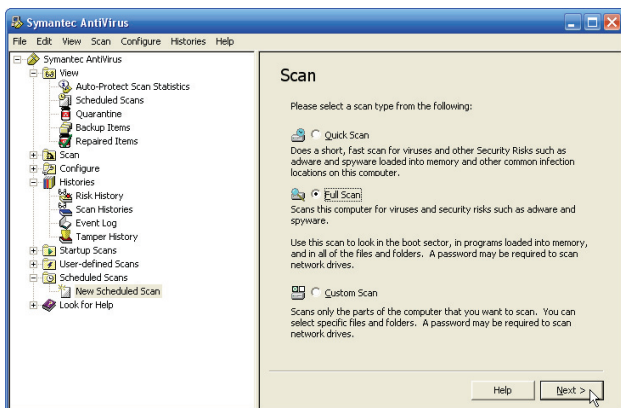 Symantec AntiVirus
File Edit View Scan Configure Histories Help
Symantec AntiVirus
View
Auto-Protect Scan Statistics
Scheduled Scans
Quarantine
Backup Items
Repaired Items
Scan
Configure
Histories
Risk History
Scan Histories
Event Log
Tamper History
Startup Scans
User-defined Scans
Scheduled Scans
New Scheduled Scan
Look for Help
Scan
Please select a scan type from the following:
Quick Scan
Does a short, fast scan for viruses and other Security Risks such as
adware and spyware loaded into memory and other common infection
locations on this computer.
Full Scan
Scans this computer for viruses and security risks such as adware and
spyware.
Use this scan to look in the boot sector, in programs loaded into memory,
and in all of the files and folders. A password may be required to scan
network drives.
Custom Scan
Scans only the parts of the computer that you want to scan. You can
select specific files and folders. A password may be required to scan
network drives.
Help Next >